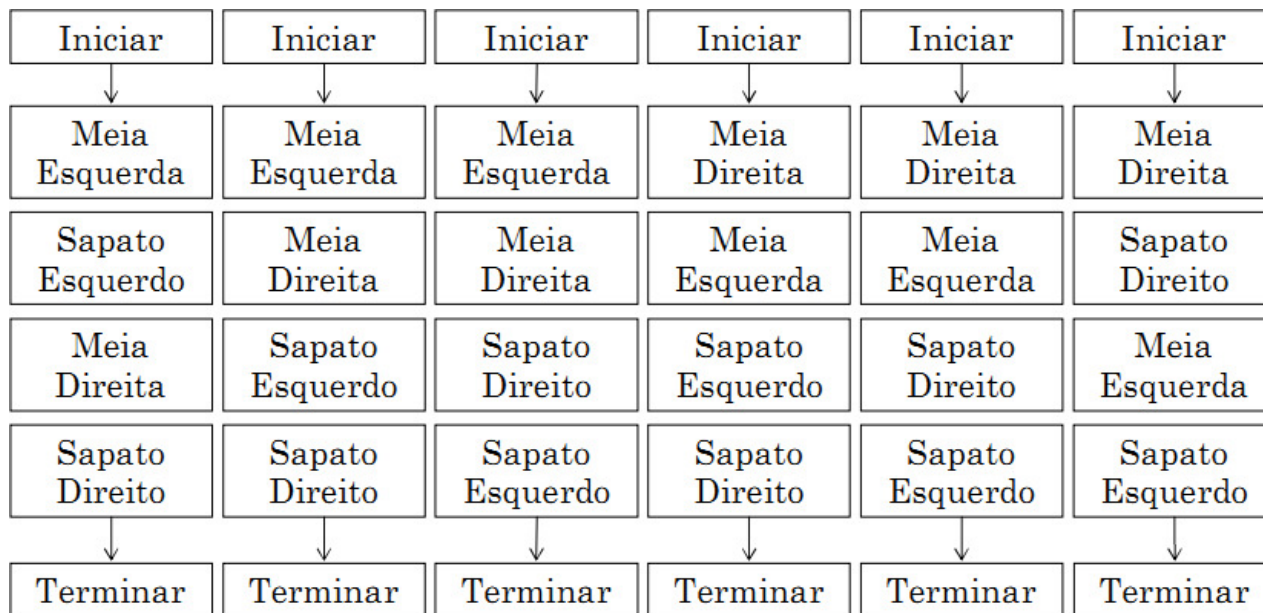 Iniciar Iniciar Iniciar Iniciar Iniciar Iniciar
Meia Meia Meia Meia Meia Meia
Esquerda Esquerda Esquerda Direita Direita Direita
Sapato Meia Meia Meia Meia Sapato
Esquerdo Direita Direita Esquerda Esquerda Direito
Meia Sapato Sapato Sapato Sapato Meia
Direita Esquerdo Direito Esquerdo Direito Esquerda
Sapato Sapato Sapato Sapato Sapato Sapato
Direito Direito Esquerdo Direito Esquerdo Esquerdo
Terminar Terminar Terminar Terminar Terminar Terminar